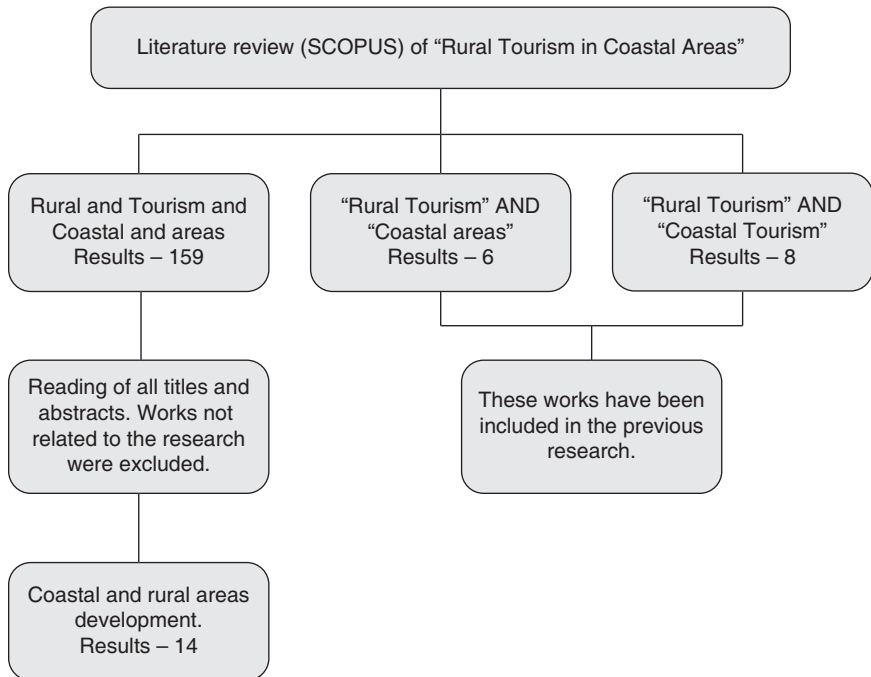 Literature review (SCOPUS) of “Rural Tourism in Coastal Areas”
Rural and Tourism and
Coastal and areas
Results – 159
“Rural Tourism” AND
“Coastal areas”
Results – 6
“Rural Tourism” AND
“Coastal Tourism”
Results – 8
Reading of all titles and
abstracts. Works not
related to the research
were excluded.
These works have been
included in the previous
research.
Coastal and rural areas
development.
Results – 14